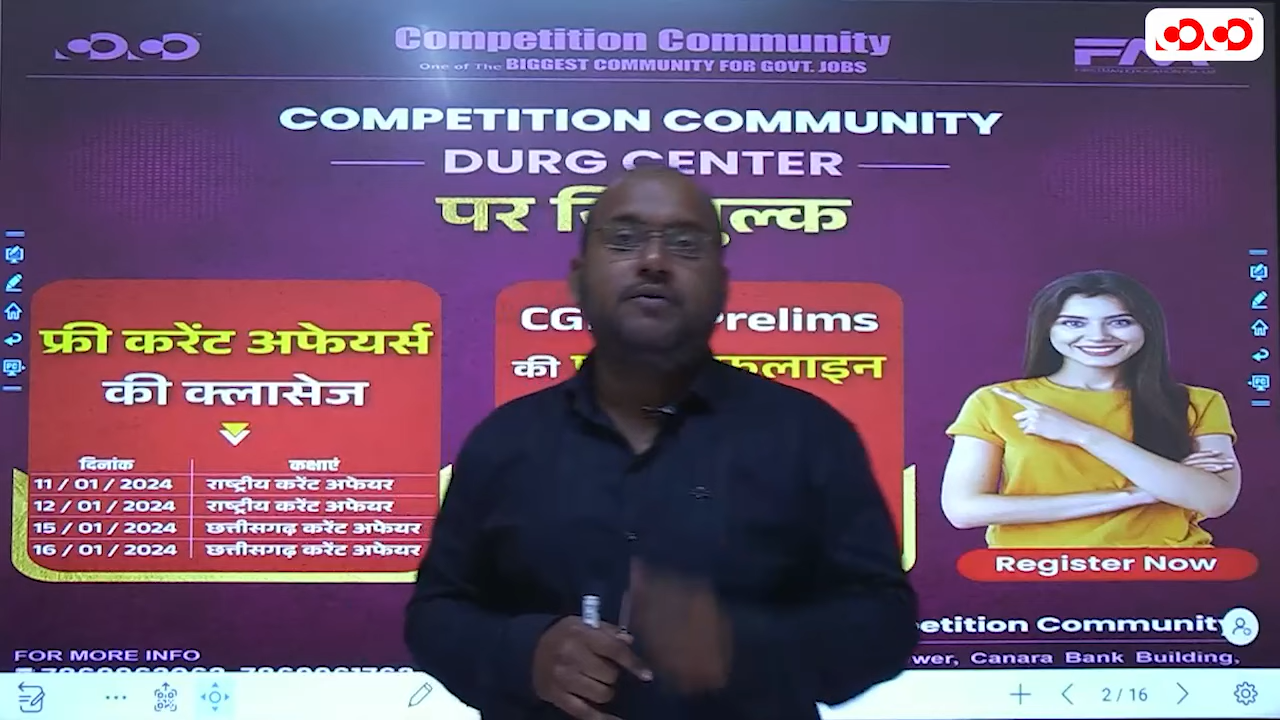 Competition Community
One of The BIGGEST COMMUNITY FOR GOVT. JOBS
COMPETITION COMMUNITY
DURG CENTER
पर
फ्री करेंट अफेयर्स
की क्लासेज
दिनांक कक्षाएं
11 / 01 / 2024 राष्ट्रीय करेंट अफेयर
12 / 01 / 2024 राष्ट्रीय करेंट अफेयर
15 / 01 / 2024 छत्तीसगढ़ करेंट अफेयर
16 / 01 / 2024 छत्तीसगढ़ करेंट अफेयर
Prelims
की
Register Now
Community
FOR MORE INFO
Canara Bank Building,
2 / 16